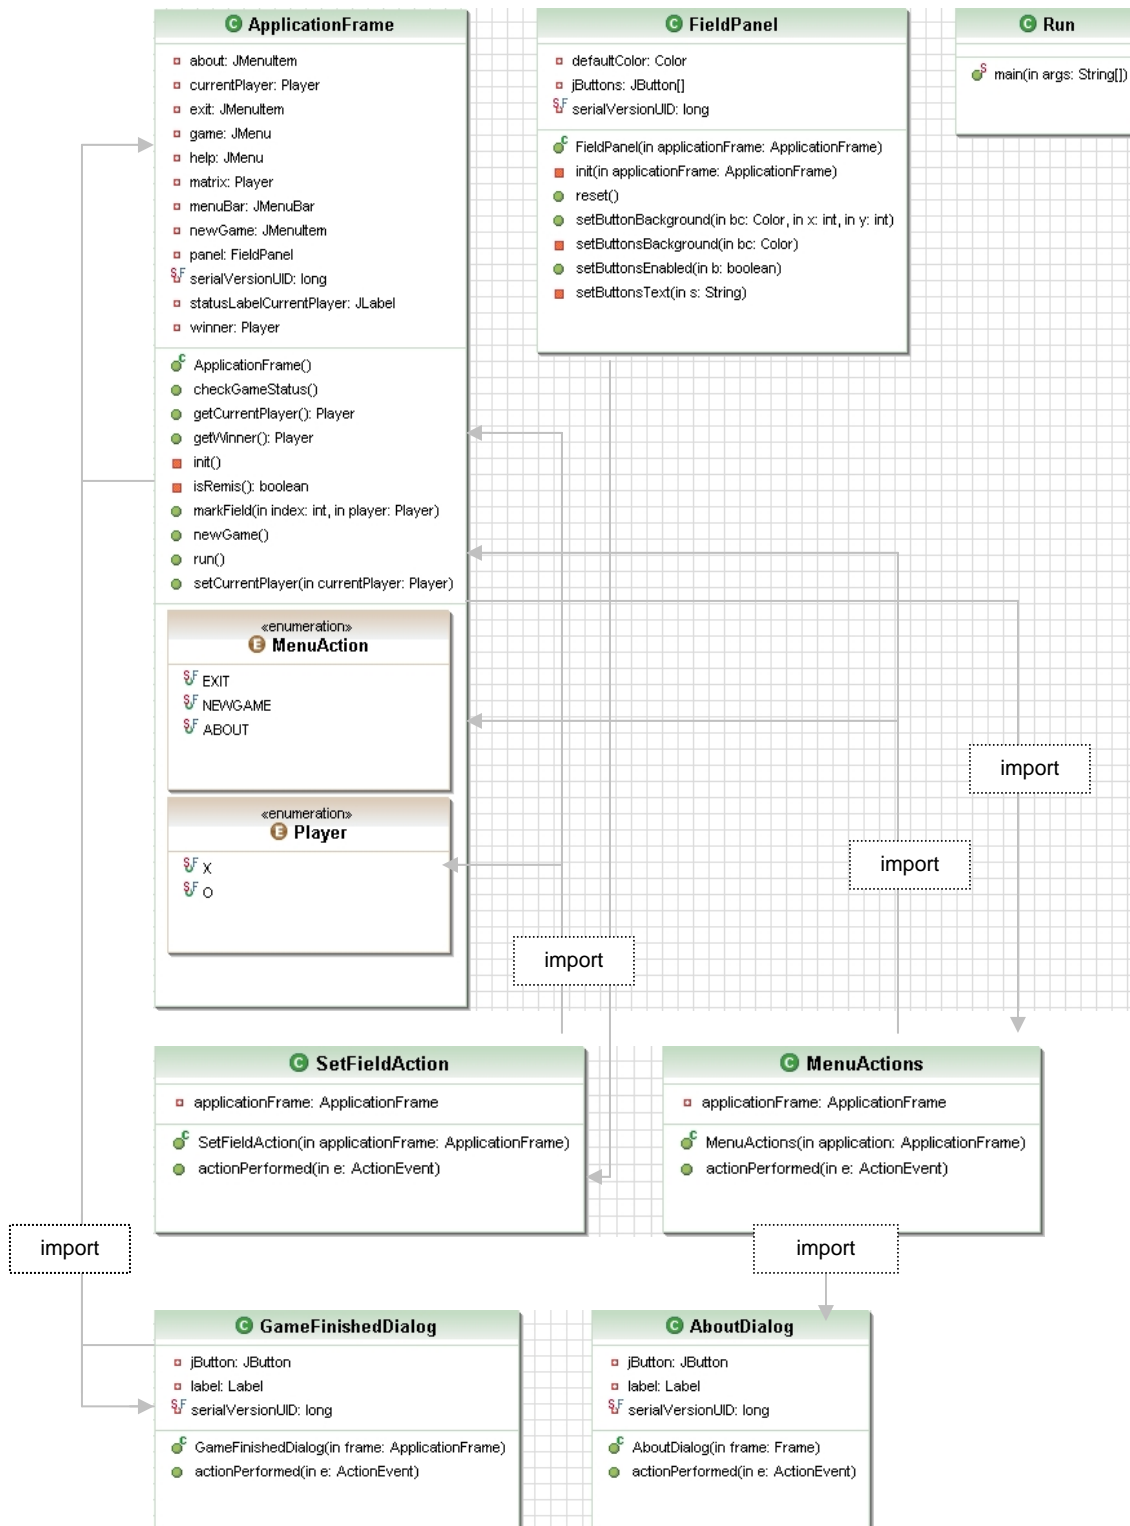 ApplicationFrame
about: JMenuItem
currentPlayer: Player
exit: JMenuItem
game: JMenu
help: JMenu
matrix: Player
menuBar: JMenuBar
newGame: JMenuItem
panel: FieldPanel
serialVersionUID: long
statusLabelCurrentPlayer: JLabel
winner: Player
ApplicationFrame()
checkGameStatus()
getCurrentPlayer(): Player
getWinner(): Player
init()
isRemis(): boolean
markField(in index: int, in player: Player)
newGame()
run()
setCurrentPlayer(in currentPlayer: Player)
«enumeration»
MenuAction
EXIT
NEWGAME
ABOUT
«enumeration»
Player
X
O
FieldPanel
defaultColor: Color
jButtons: JButton[]
serialVersionUID: long
FieldPanel(in applicationFrame: ApplicationFrame)
init(in applicationFrame: ApplicationFrame)
reset()
setButtonBackground(in bc: Color, in x: int, in y: int)
setButtonsBackground(in bc: Color)
setButtonsEnabled(in b: boolean)
setButtonsText(in s: String)
Run
main(in args: String[])
import
import
import
SetFieldAction
applicationFrame: ApplicationFrame
SetFieldAction(in applicationFrame: ApplicationFrame)
actionPerformed(in e: ActionEvent)
MenuActions
applicationFrame: ApplicationFrame
MenuActions(in application: ApplicationFrame)
actionPerformed(in e: ActionEvent)
import
import
GameFinishedDialog
jButton: JButton
label: Label
serialVersionUID: long
GameFinishedDialog(in frame: ApplicationFrame)
actionPerformed(in e: ActionEvent)
AboutDialog
jButton: JButton
label: Label
serialVersionUID: long
AboutDialog(in frame: Frame)
actionPerformed(in e: ActionEvent)